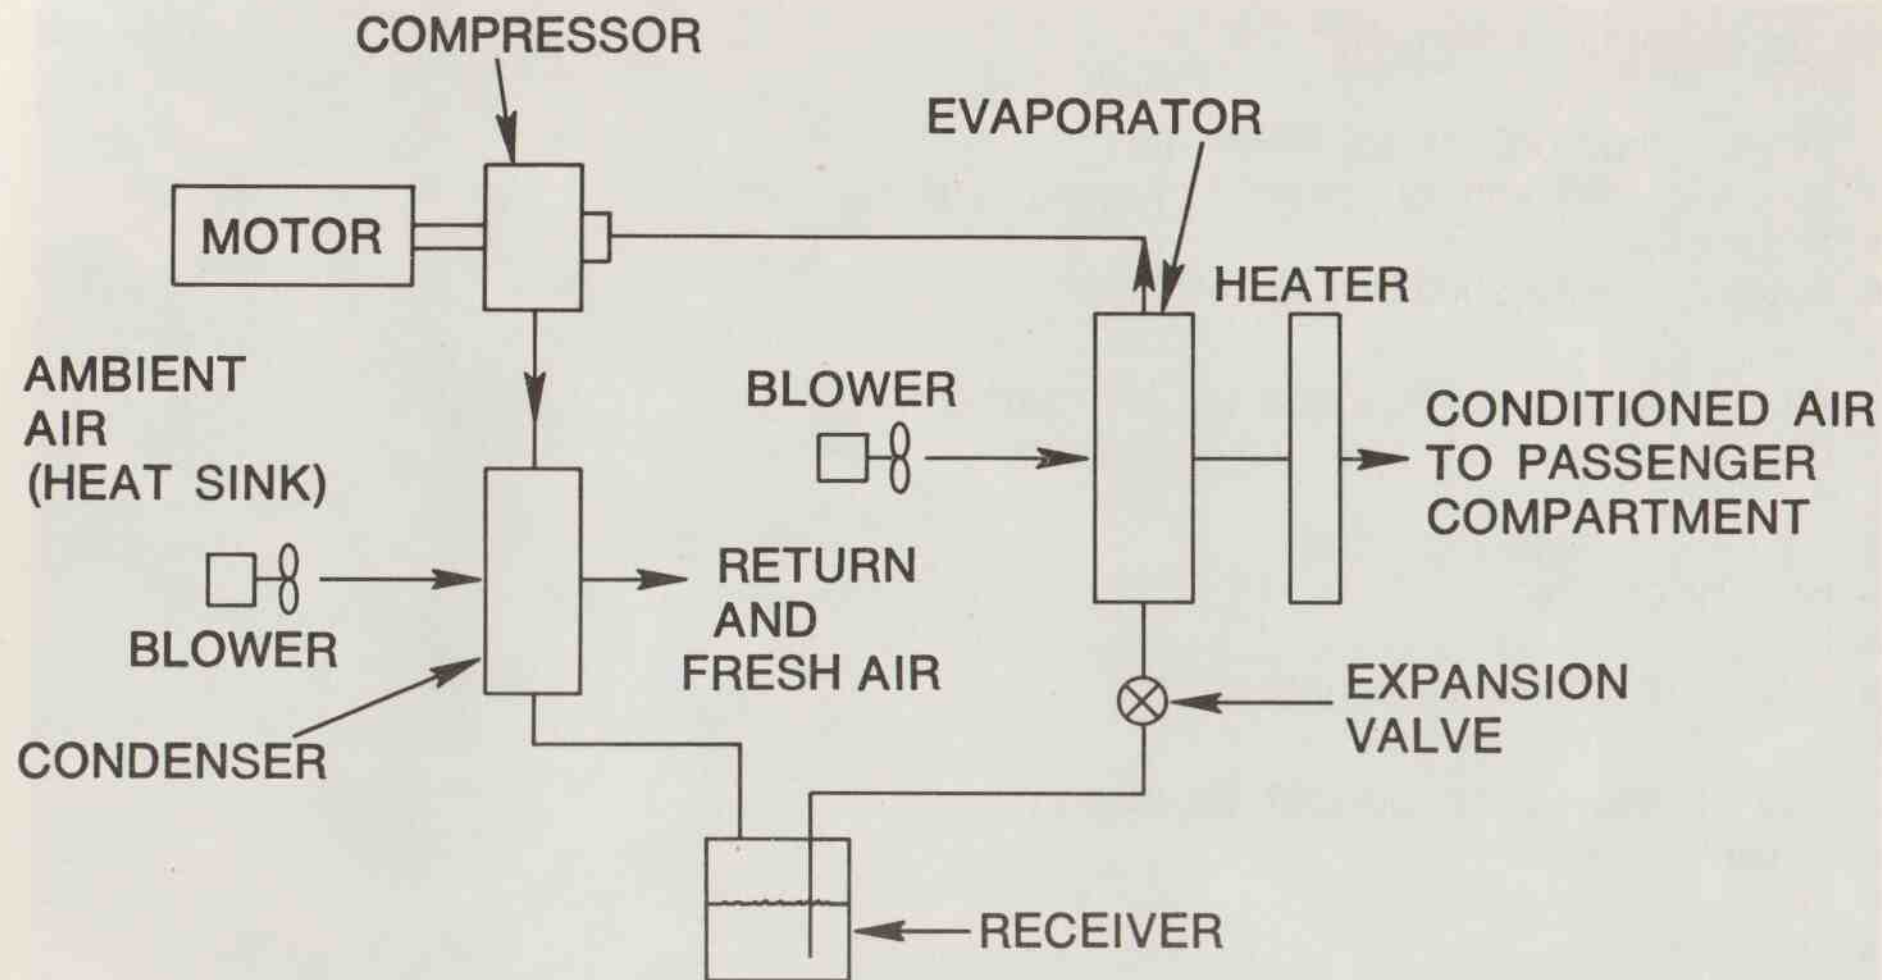 COMPRESSOR
EVAPORATOR
MOTOR
HEATER
AMBIENT
AIR
(HEAT SINK)
BLOWER
CONDITIONED AIR
TO PASSENGER
COMPARTMENT
RETURN
AND
FRESH AIR
BLOWER
CONDENSER
EXPANSION
VALVE
RECEIVER